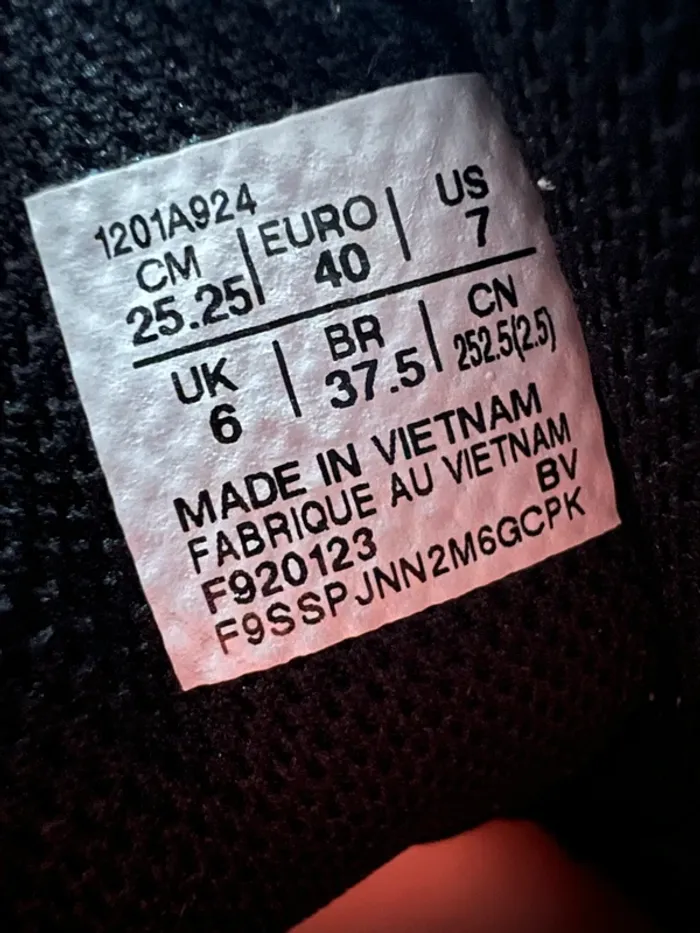 1201A924
CM | EURO | US
25.25 | 40 | 7
UK | BR | CN
6 | 37.5 | 252.5(2.5)
MADE IN VIETNAM
FABRIQUE AU VIETNAM
F920123 BV
F9SSPJNN2M6GCPK